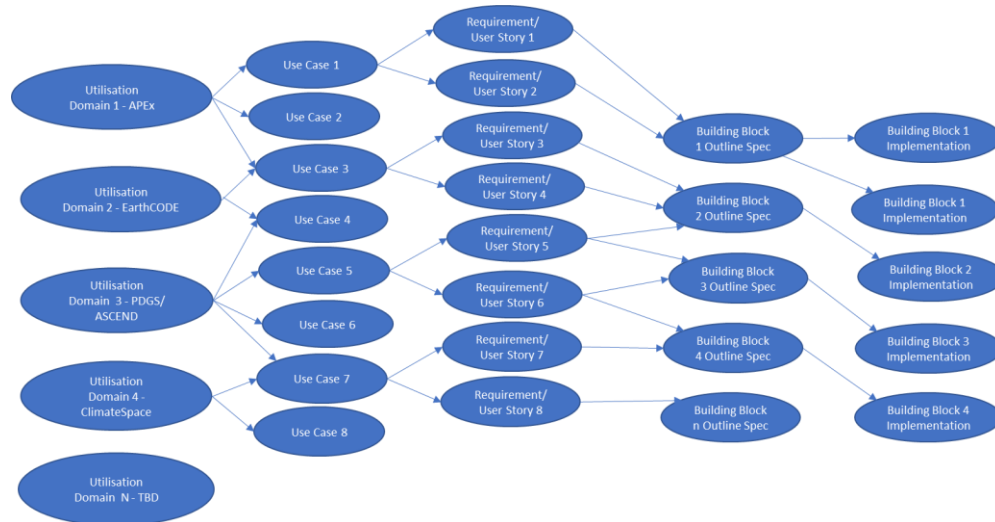 Utilisation
Domain 1 - APEx
Utilisation
Domain 2 - EarthCODE
Utilisation
Domain  3 - PDGS/
ASCEND
Utilisation
Domain 4 -
ClimateSpace
Utilisation
Domain  N - TBD
Use Case 1
Use Case 2
Use Case 3
Use Case 4
Use Case 5
Use Case 6
Use Case 7
Use Case 8
Requirement/
User Story 1
Requirement/
User Story 2
Requirement/
User Story 3
Requirement/
User Story 4
Requirement/
User Story 5
Requirement/
User Story 6
Requirement/
User Story 7
Requirement/
User Story 8
Building Block
1 Outline Spec
Building Block
2 Outline Spec
Building Block
3 Outline Spec
Building Block
4 Outline Spec
Building Block
n Outline Spec
Building Block 1
Implementation
Building Block 1
Implementation
Building Block 2
Implementation
Building Block 3
Implementation
Building Block 4
Implementation